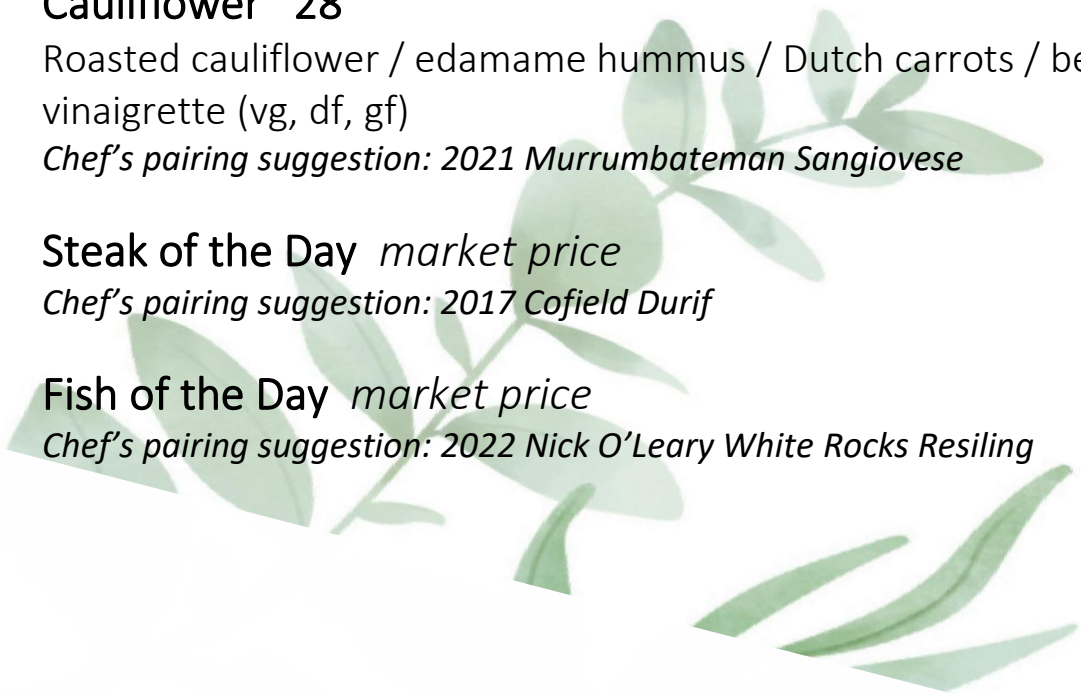 Cauliflower 28
Roasted cauliflower / edamame hummus / Dutch carrots /
vinaigrette (vg, df, gf)
Chef’s pairing suggestion: 2021 Murrumbateman Sangiovese
Steak of the Day market price
Chef’s pairing suggestion: 2017 Cofield Durif
Fish of the Day market price
Chef’s pairing suggestion: 2022 Nick O’Leary White Rocks Resiling